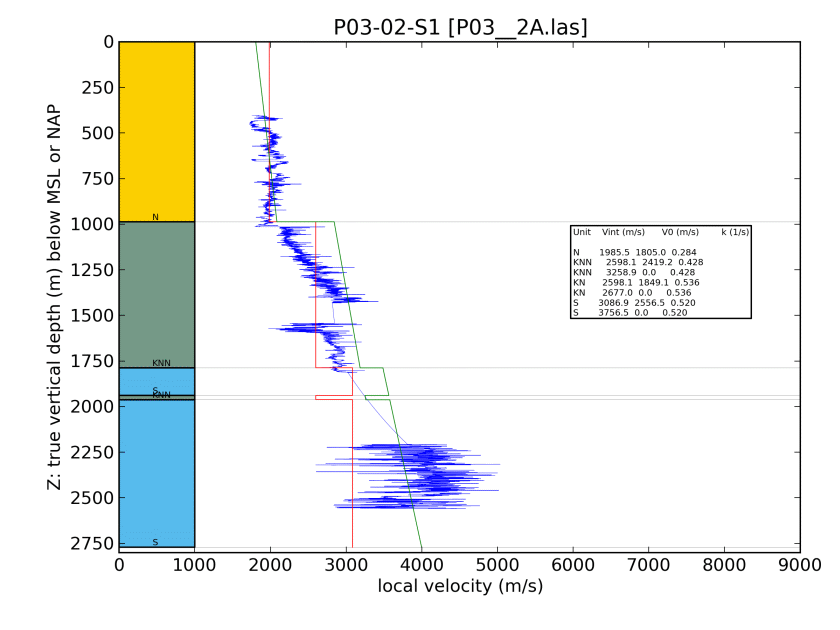 P03-02-S1 [P03__2A.las]
Z: true vertical depth (m) below MSL or NAP
0
250
500
750
1000
1250
1500
1750
2000
2250
2500
2750
N
KNN
S
KNN
S
Unit Vint (m/s) V0 (m/s) k (1/s)
N 1985.5 1805.0 0.284
KNN 2598.1 2419.2 0.428
KNN 3258.9 0.0 0.428
KN 2598.1 1849.1 0.536
KN 2677.0 0.0 0.536
S 3086.9 2556.5 0.520
S 3756.5 0.0 0.520
0 1000 2000 3000 4000 5000 6000 7000 8000 9000
local velocity (m/s)